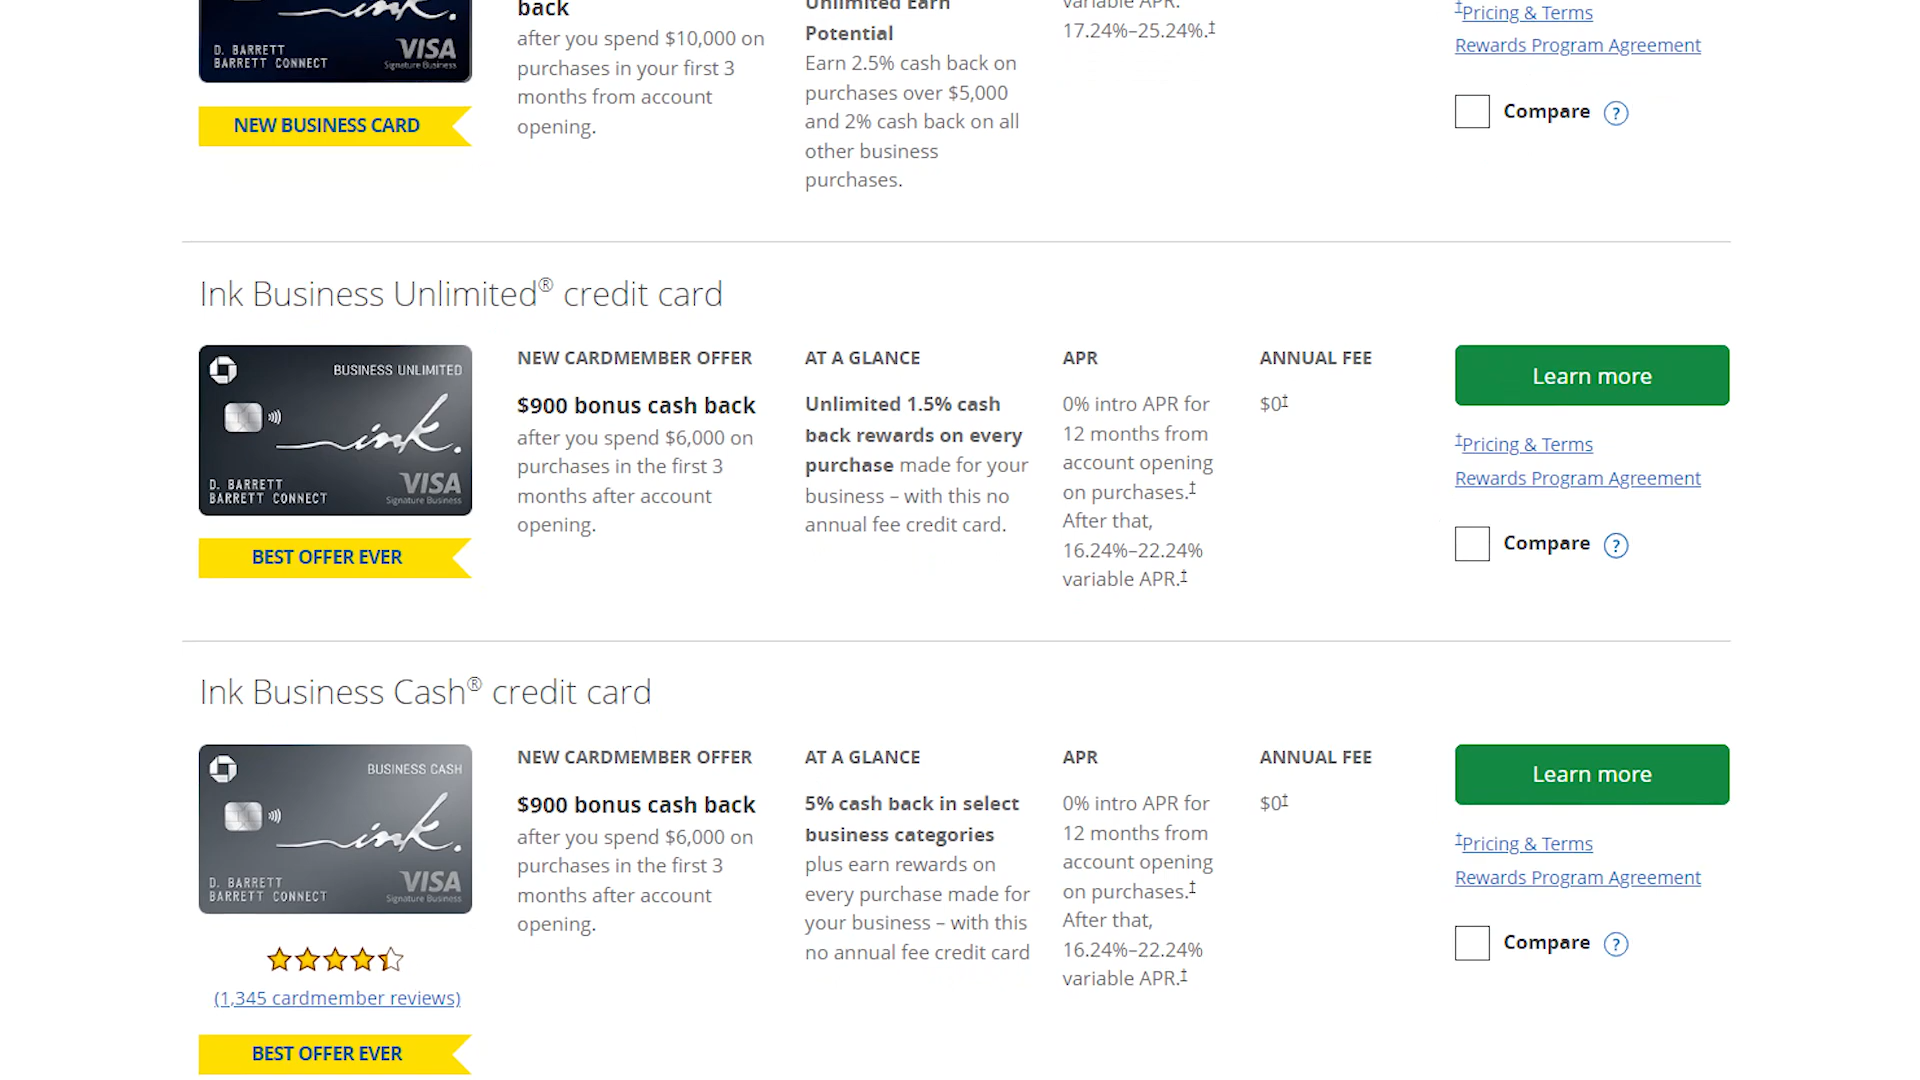 ink.
D. BARRETT
BARRETT CONNECT
VISA
Signature Business
NEW BUSINESS CARD
back
after you spend $10,000 on
purchases in your first 3
months from account
opening.
Unlimited Earn
Potential
Earn 2.5% cash back on
purchases over $5,000
and 2% cash back on all
other business
purchases.
variable APR.
17.24%–25.24%.‡
‡Pricing & Terms
Rewards Program Agreement
Compare ?
Ink Business Unlimited® credit card
BUSINESS UNLIMITED
ink.
D. BARRETT
BARRETT CONNECT
VISA
Signature Business
BEST OFFER EVER
NEW CARDMEMBER OFFER
$900 bonus cash back
after you spend $6,000 on
purchases in the first 3
months after account
opening.
AT A GLANCE
Unlimited 1.5% cash
back rewards on every
purchase made for your
business – with this no
annual fee credit card.
APR
0% intro APR for
12 months from
account opening
on purchases.‡
After that,
16.24%–22.24%
variable APR.‡
ANNUAL FEE
$0‡
Learn more
‡Pricing & Terms
Rewards Program Agreement
Compare ?
Ink Business Cash® credit card
BUSINESS CASH
ink.
D. BARRETT
BARRETT CONNECT
VISA
Signature Business
(1,345 cardmember reviews)
BEST OFFER EVER
NEW CARDMEMBER OFFER
$900 bonus cash back
after you spend $6,000 on
purchases in the first 3
months after account
opening.
AT A GLANCE
5% cash back in select
business categories
plus earn rewards on
every purchase made for
your business – with this
no annual fee credit card
APR
0% intro APR for
12 months from
account opening
on purchases.‡
After that,
16.24%–22.24%
variable APR.‡
ANNUAL FEE
$0‡
Learn more
‡Pricing & Terms
Rewards Program Agreement
Compare ?